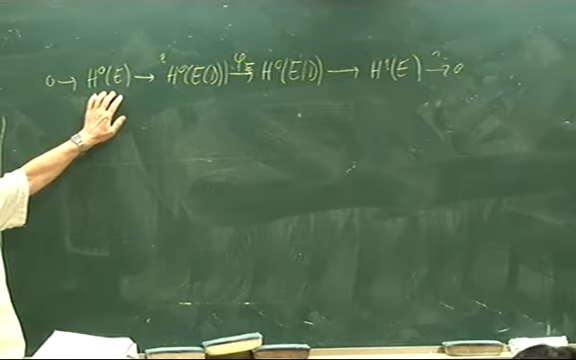 0 → H⁰(E) → H⁰(E(D)) → H⁰(E|D) → H¹(E) → 0